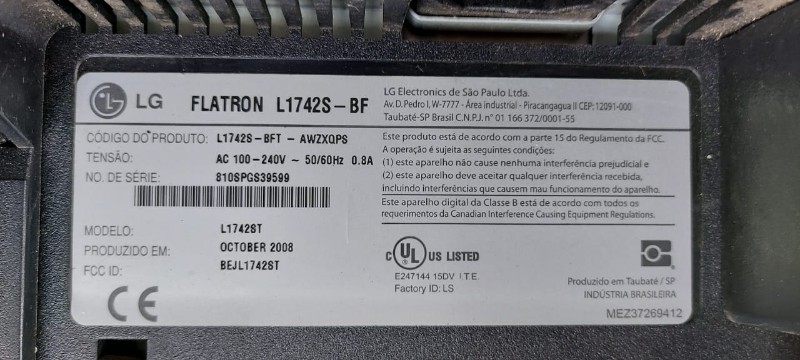 LG FLATRON L1742S-BF
LG Electronics de São Paulo Ltda.
Av. D. Pedro I, W-7777 - Área industrial - Piracangagua II CEP: 12091-000
Taubaté-SP Brasil C.N.P.J. n° 01 166 372/0001-55
CÓDIGO DO PRODUTO: L1742S-BFT - AWZXQPS
TENSÃO: AC 100-240V ~ 50/60Hz 0.8A
NO. DE SÉRIE: 810SPGS39599
Este produto está de acordo com a parte 15 do Regulamento da FCC.
A operação é sujeita as seguintes condições:
(1) este aparelho não cause nenhuma interferência prejudicial e
(2) este aparelho deve aceitar qualquer interferência recebida,
incluindo interferências que causem mau funcionamento do aparelho.
Este aparelho digital da Classe B está de acordo com todos os
requerimentos da Canadian Interference Causing Equipment Regulations.
MODELO: L1742ST
PRODUZIDO EM: OCTOBER 2008
FCC ID: BEJL1742ST
CE
C UL US LISTED
E247144 15DV I.T.E.
Factory ID: LS
Produzido em Taubaté / SP
INDÚSTRIA BRASILEIRA
MEZ37269412